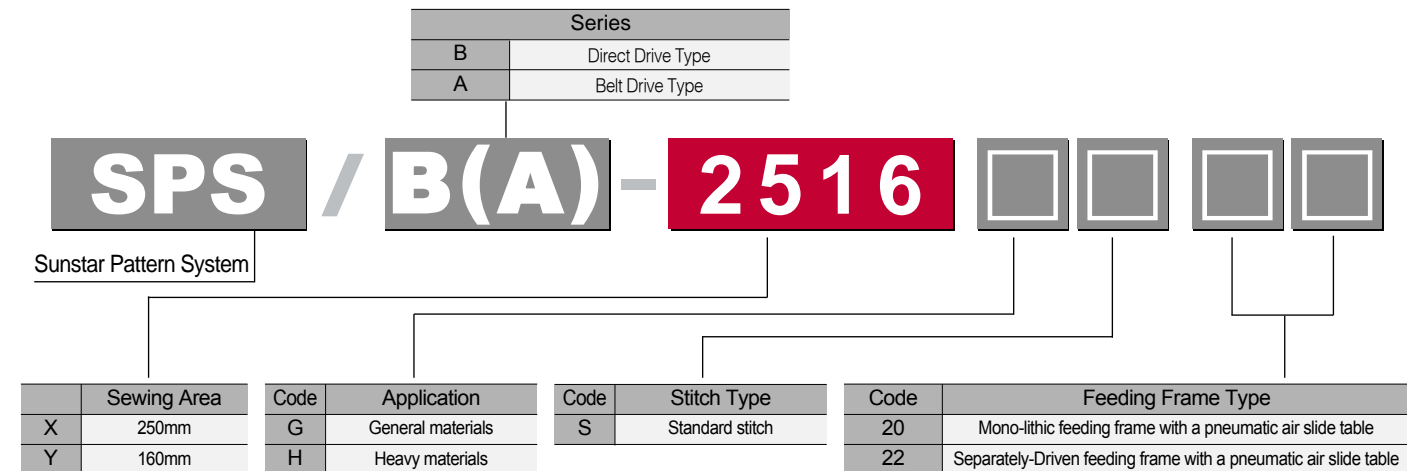 Series
B Direct Drive Type
A Belt Drive Type
SPS / B(A) - 2516 □ □ □ □
Sunstar Pattern System
Sewing Area
X 250mm
Y 160mm
Code Application
G General materials
H Heavy materials
Code Stitch Type
S Standard stitch
Code Feeding Frame Type
20 Mono-lithic feeding frame with a pneumatic air slide table
22 Separately-Driven feeding frame with a pneumatic air slide table